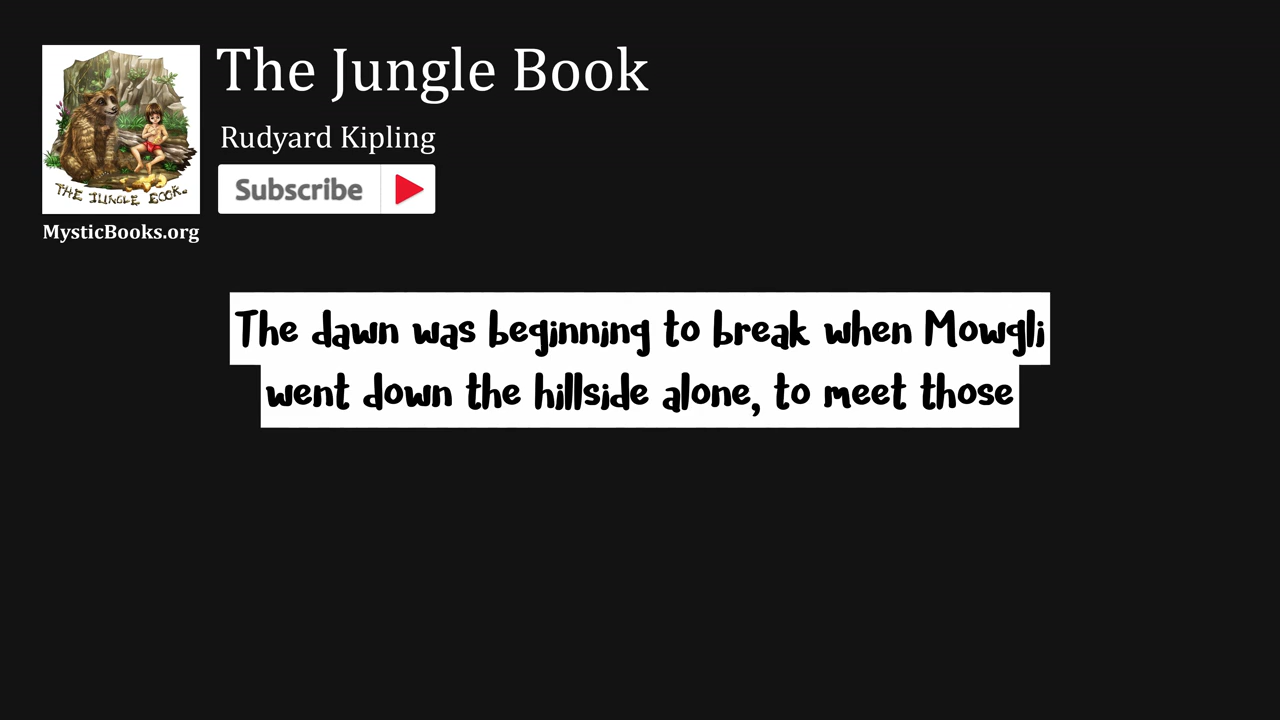 The Jungle Book
Rudyard Kipling
Subscribe
THE JUNGLE BOOK.
MysticBooks.org
The dawn was beginning to break when Mowgli
went down the hillside alone, to meet those